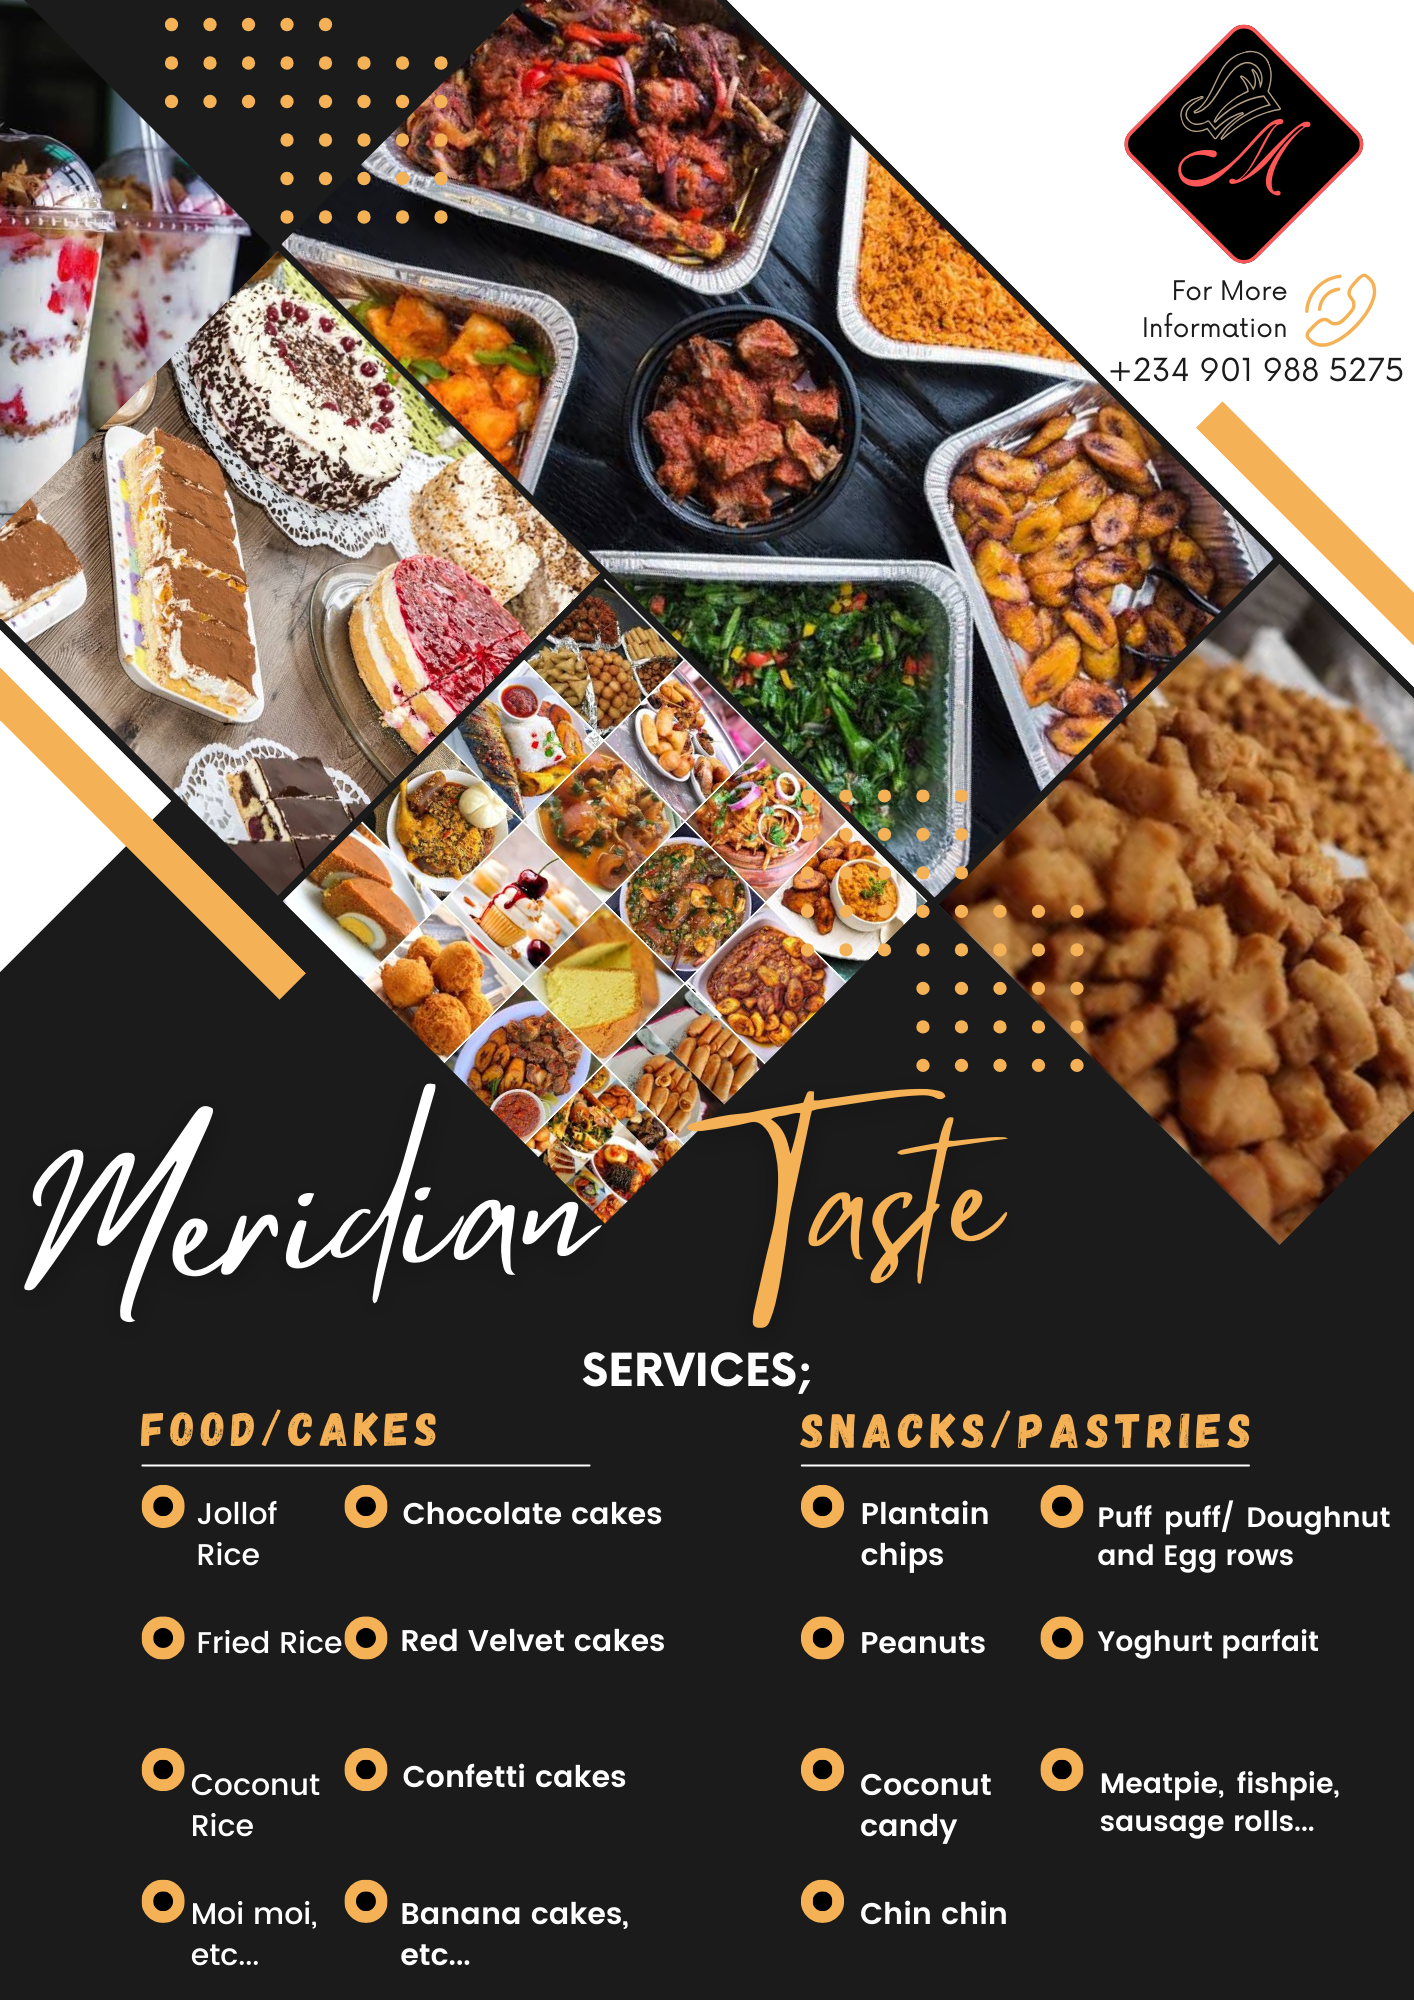 M
For More
Information
+234 901 988 5275
Meridian Taste
SERVICES;
FOOD/CAKES
Jollof
Rice
Fried Rice
Coconut
Rice
Moi moi,
etc...
Chocolate cakes
Red Velvet cakes
Confetti cakes
Banana cakes,
etc...
SNACKS/PASTRIES
Plantain
chips
Peanuts
Coconut
candy
Chin chin
Puff puff/ Doughnut
and Egg rows
Yoghurt parfait
Meatpie, fishpie,
sausage rolls...